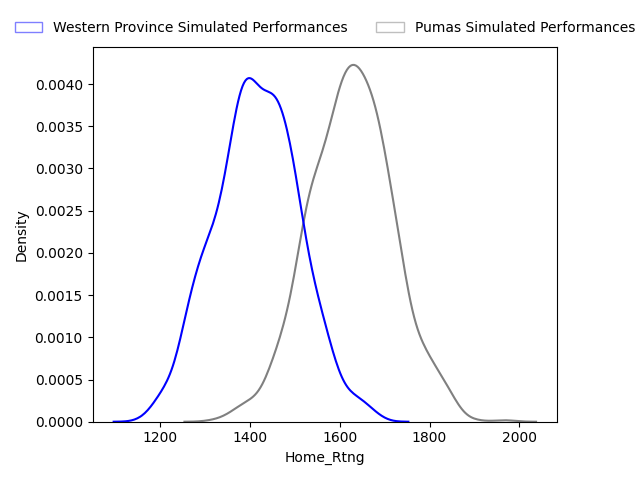 Western Province Simulated Performances
Pumas Simulated Performances
Density
0.0040
0.0035
0.0030
0.0025
0.0020
0.0015
0.0010
0.0005
0.0000
1200 1400 1600 1800 2000
Home_Rtng